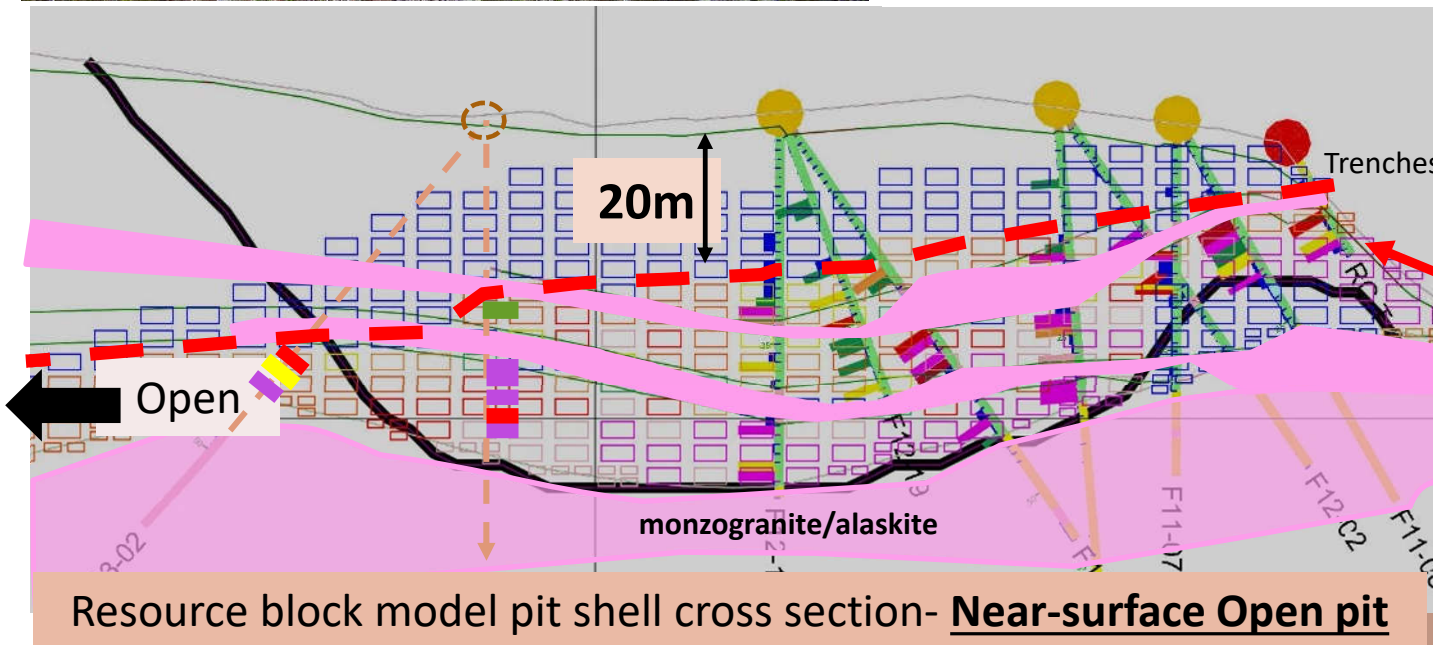 Trenches
20m
Open
monzogranite/alaskite
F11-07
F12-02
Resource block model pit shell cross section- Near-surface Open pit